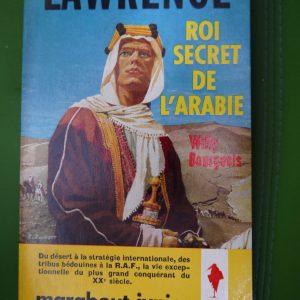 LAWRENCE
ROI
SECRET
DE
L'ARABIE
Willy
Bourgeois
Du désert à la stratégie internationale, des
tribus bédouines à la R.A.F., la vie excep-
tionnelle du plus grand conquérant du
XXe siècle.
marabout junior